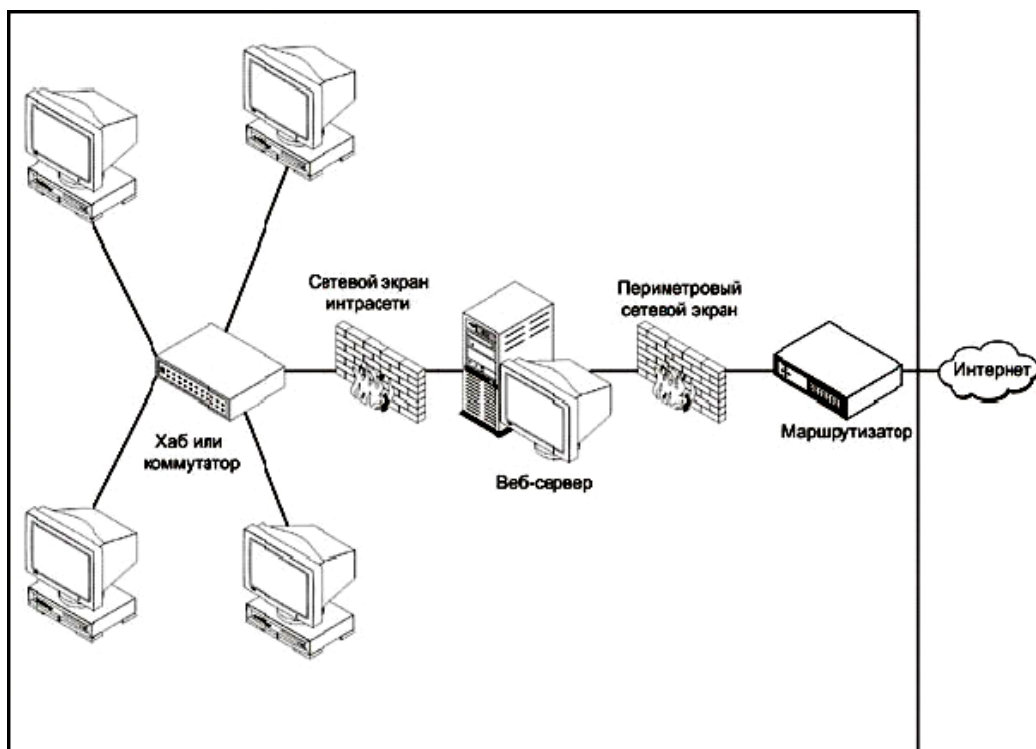 Сетевой экран
интрасети
Периметровый
сетевой экран
Интернет
Хаб или
коммутатор
Веб-сервер
Маршрутизатор